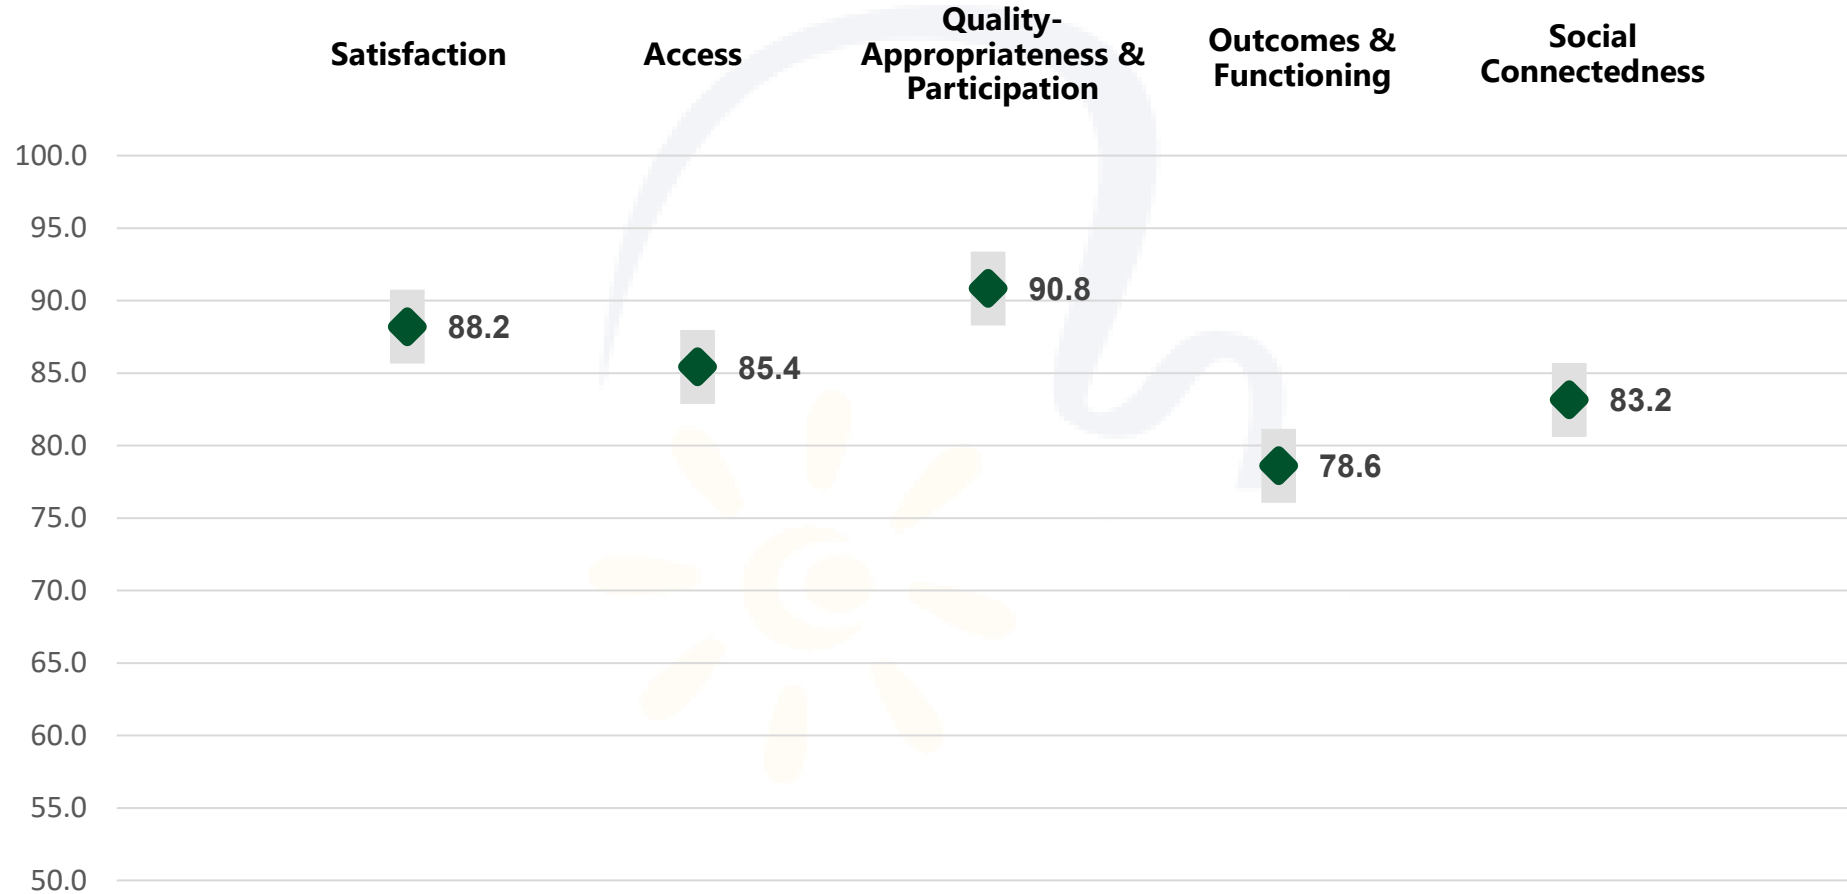 Satisfaction
Access
Quality-
Appropriateness &
Participation
Outcomes &
Functioning
Social
Connectedness
100.0
95.0
90.0
85.0
80.0
75.0
70.0
65.0
60.0
55.0
50.0
88.2
85.4
90.8
78.6
83.2